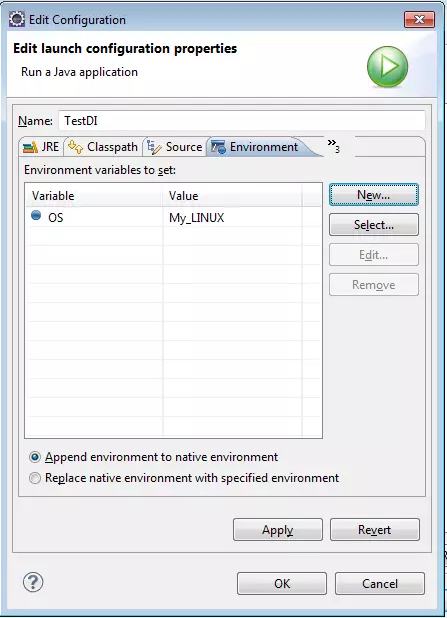 Edit Configuration
Edit launch configuration properties
Run a Java application
Name: TestDI
JRE Classpath Source Environment »3
Environment variables to set:
Variable Value
OS My_LINUX
New...
Select...
Edit...
Remove
Append environment to native environment
Replace native environment with specified environment
Apply Revert
? OK Cancel